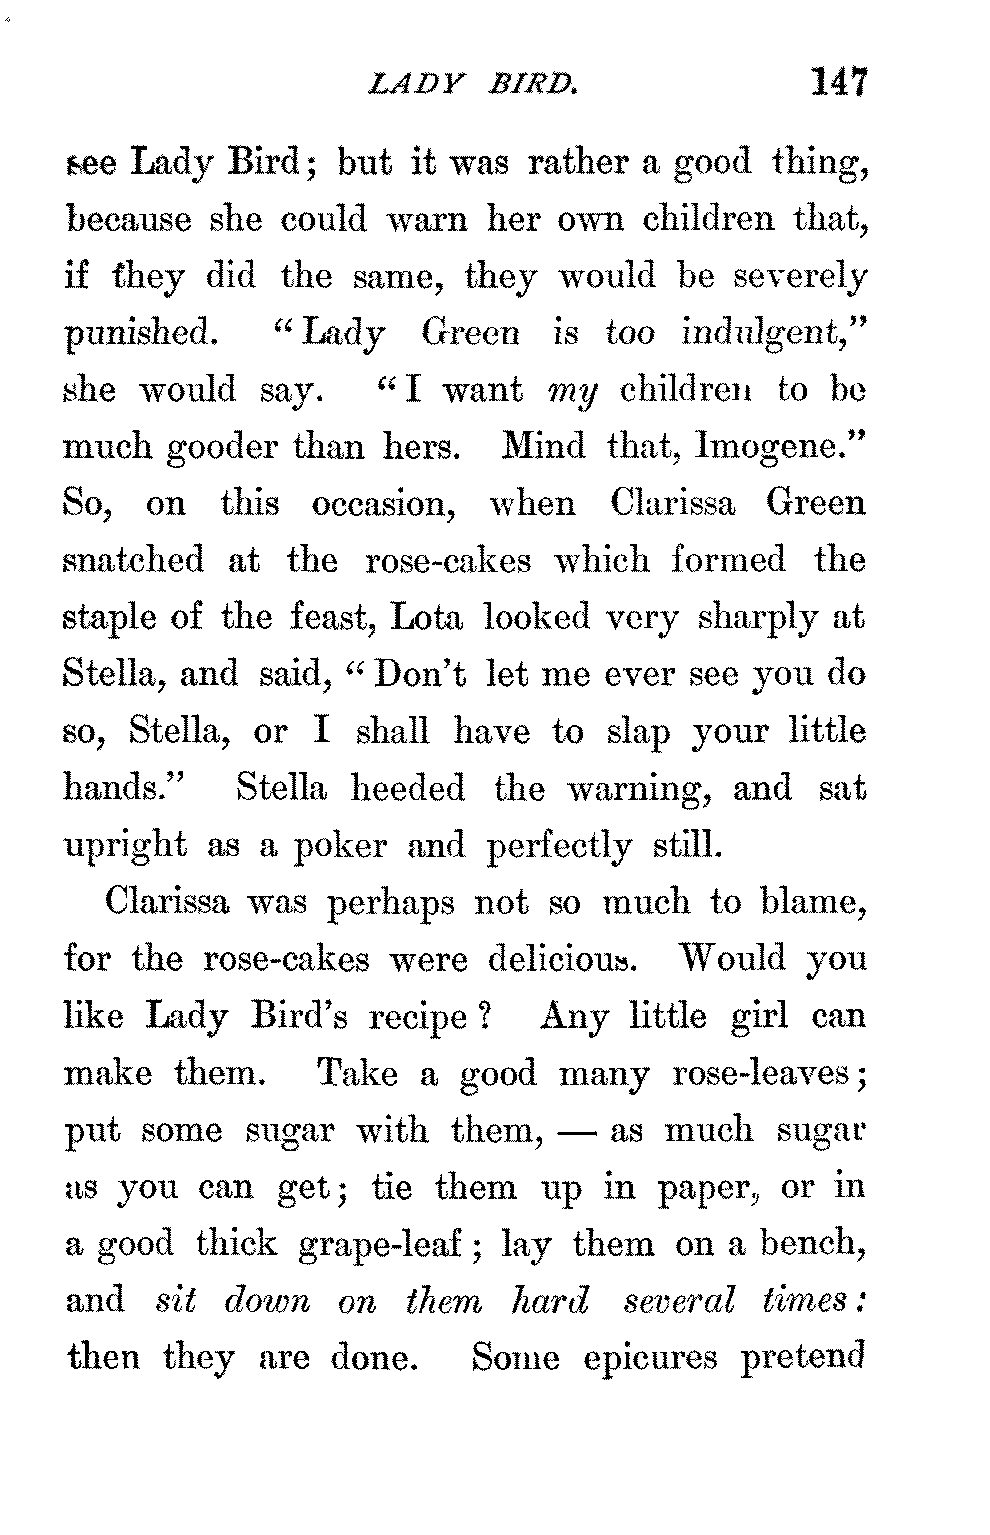 LADY BIRD. 147
see Lady Bird; but it was rather a good thing,
because she could warn her own children that,
if they did the same, they would be severely
punished. "Lady Green is too indulgent,"
she would say. "I want my children to be
much gooder than hers. Mind that, Imogene."
So, on this occasion, when Clarissa Green
snatched at the rose-cakes which formed the
staple of the feast, Lota looked very sharply at
Stella, and said, "Don't let me ever see you do
so, Stella, or I shall have to slap your little
hands." Stella heeded the warning, and sat
upright as a poker and perfectly still.
Clarissa was perhaps not so much to blame,
for the rose-cakes were delicious. Would you
like Lady Bird's recipe? Any little girl can
make them. Take a good many rose-leaves;
put some sugar with them, — as much sugar
as you can get; tie them up in paper, or in
a good thick grape-leaf; lay them on a bench,
and sit down on them hard several times:
then they are done. Some epicures pretend